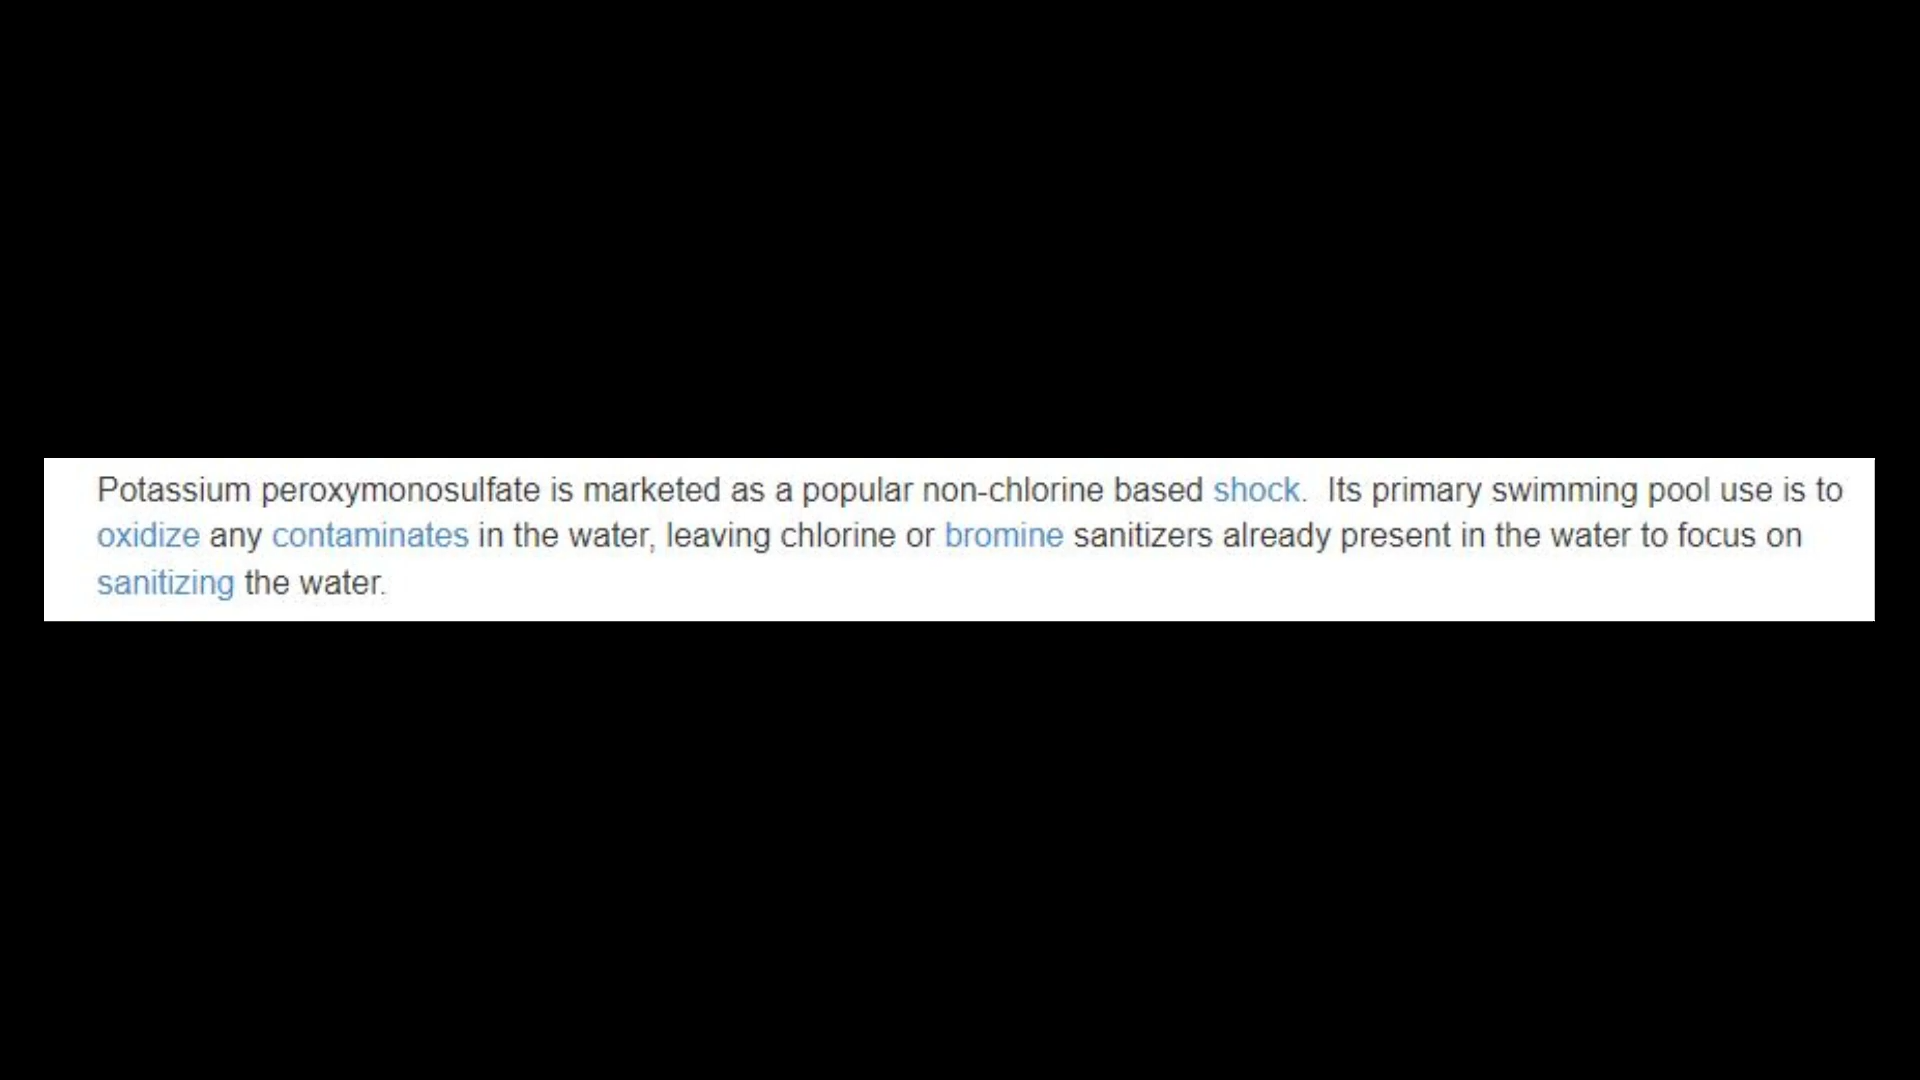 Potassium peroxymonosulfate is marketed as a popular non-chlorine based shock.  Its primary swimming pool use is to
oxidize any contaminates in the water, leaving chlorine or bromine sanitizers already present in the water to focus on
sanitizing the water.